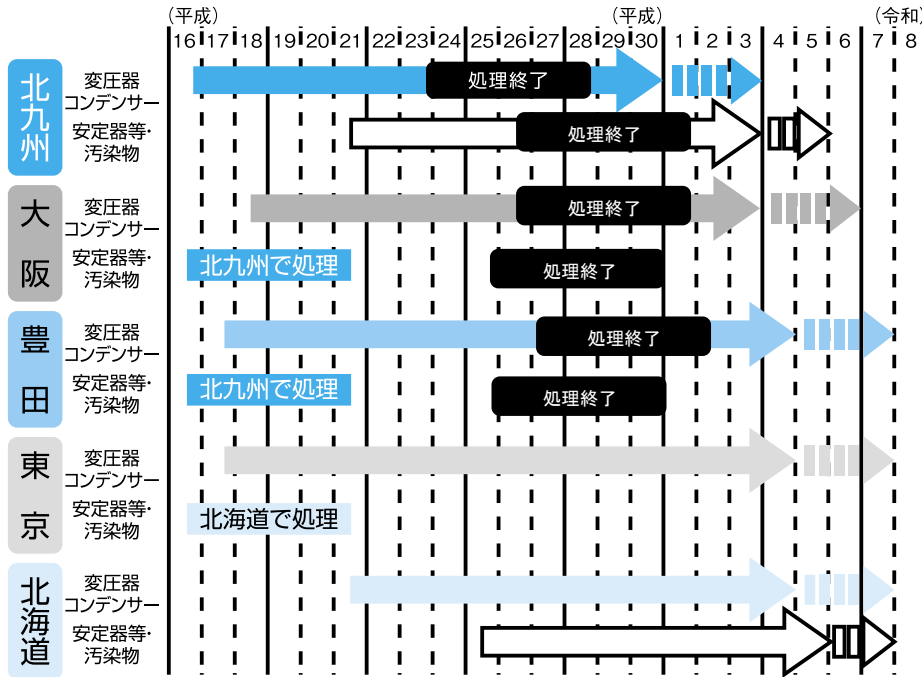 (平成)
(平成)
(令和)
16 17 18 19 20 21 22 23 24 25 26 27 28 29 30 1 2 3 4 5 6 7 8
北九州
変圧器
コンデンサー
処理終了
安定器等・
汚染物
処理終了
大阪
変圧器
コンデンサー
処理終了
安定器等・
汚染物
北九州で処理
処理終了
豊田
変圧器
コンデンサー
処理終了
安定器等・
汚染物
北九州で処理
処理終了
東京
変圧器
コンデンサー
安定器等・
汚染物
北海道で処理
北海道
変圧器
コンデンサー
安定器等・
汚染物